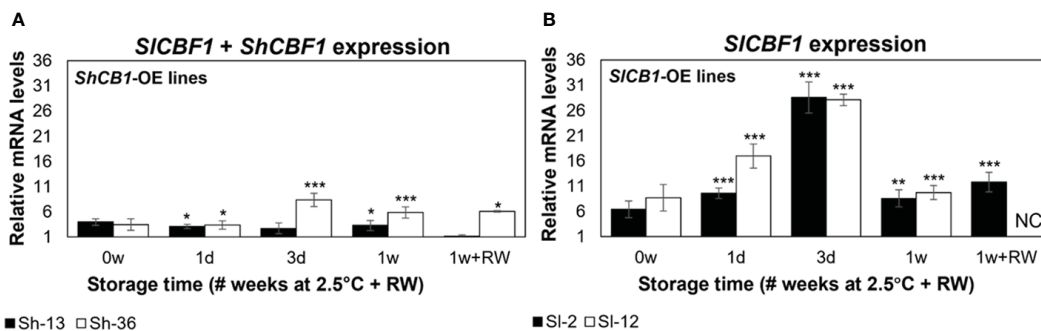 A
SlCBF1 + ShCBF1 expression
ShCB1-OE lines
Relative mRNA levels
36
31
26
21
16
11
6
1
* * *** * *** *
0w 1d 3d 1w 1w+RW
Storage time (# weeks at 2.5°C + RW)
■Sh-13 □Sh-36
B
SlCBF1 expression
SlCB1-OE lines
Relative mRNA levels
36
31
26
21
16
11
6
1
*** *** *** *** ** *** ***
NC
0w 1d 3d 1w 1w+RW
Storage time (# weeks at 2.5°C + RW)
■Sl-2 □Sl-12